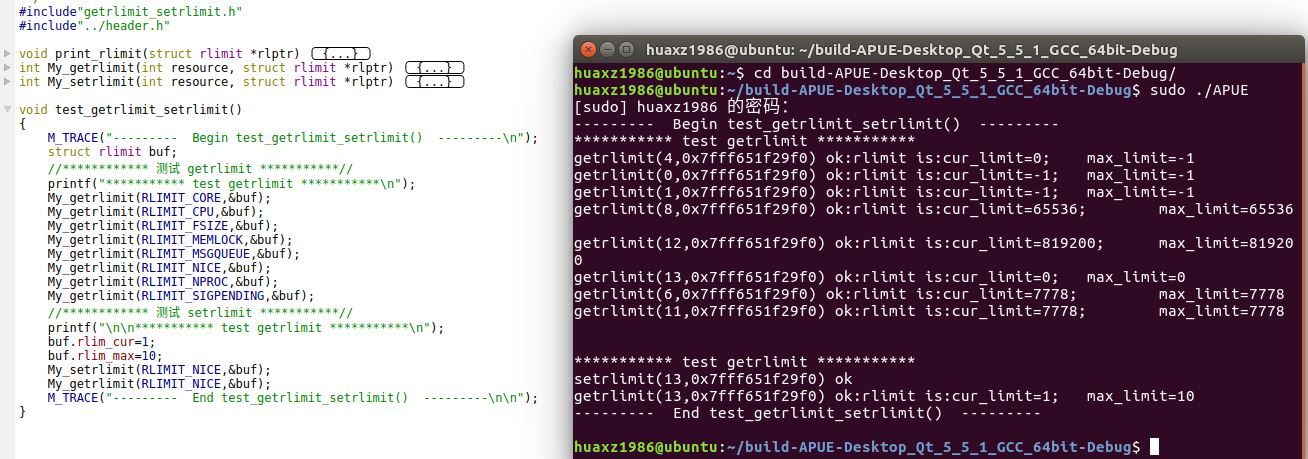 #include"getrlimit_setrlimit.h"
#include"../header.h"
void print_rlimit(struct rlimit *rlptr) {...}
int My_getrlimit(int resource, struct rlimit *rlptr) {...}
int My_setrlimit(int resource, struct rlimit *rlptr) {...}
void test_getrlimit_setrlimit()
{
M_TRACE("--------- Begin test_getrlimit_setrlimit() ---------\n");
struct rlimit buf;
//************ 测试 getrlimit ***********//
printf("*********** test getrlimit ***********\n");
My_getrlimit(RLIMIT_CORE,&buf);
My_getrlimit(RLIMIT_CPU,&buf);
My_getrlimit(RLIMIT_FSIZE,&buf);
My_getrlimit(RLIMIT_MEMLOCK,&buf);
My_getrlimit(RLIMIT_MSGQUEUE,&buf);
My_getrlimit(RLIMIT_NICE,&buf);
My_getrlimit(RLIMIT_NPROC,&buf);
My_getrlimit(RLIMIT_SIGPENDING,&buf);
//************ 测试 setrlimit ***********//
printf("\n\n*********** test getrlimit ***********\n");
buf.rlim_cur=1;
buf.rlim_max=10;
My_setrlimit(RLIMIT_NICE,&buf);
My_getrlimit(RLIMIT_NICE,&buf);
M_TRACE("--------- End test_getrlimit_setrlimit() ---------\n\n");
}
huaxz1986@ubuntu: ~/build-APUE-Desktop_Qt_5_5_1_GCC_64bit-Debug
huaxz1986@ubuntu:~$ cd build-APUE-Desktop_Qt_5_5_1_GCC_64bit-Debug/
huaxz1986@ubuntu:~/build-APUE-Desktop_Qt_5_5_1_GCC_64bit-Debug$ sudo ./APUE
[sudo] huaxz1986 的密码：
--------- Begin test_getrlimit_setrlimit() ---------
*********** test getrlimit ***********
getrlimit(4,0x7fff651f29f0) ok:rlimit is:cur_limit=0; max_limit=-1
getrlimit(0,0x7fff651f29f0) ok:rlimit is:cur_limit=-1; max_limit=-1
getrlimit(1,0x7fff651f29f0) ok:rlimit is:cur_limit=-1; max_limit=-1
getrlimit(8,0x7fff651f29f0) ok:rlimit is:cur_limit=65536; max_limit=65536
getrlimit(12,0x7fff651f29f0) ok:rlimit is:cur_limit=819200; max_limit=81920
0
getrlimit(13,0x7fff651f29f0) ok:rlimit is:cur_limit=0; max_limit=0
getrlimit(6,0x7fff651f29f0) ok:rlimit is:cur_limit=7778; max_limit=7778
getrlimit(11,0x7fff651f29f0) ok:rlimit is:cur_limit=7778; max_limit=7778
*********** test getrlimit ***********
setrlimit(13,0x7fff651f29f0) ok
getrlimit(13,0x7fff651f29f0) ok:rlimit is:cur_limit=1; max_limit=10
--------- End test_getrlimit_setrlimit() ---------
huaxz1986@ubuntu:~/build-APUE-Desktop_Qt_5_5_1_GCC_64bit-Debug$